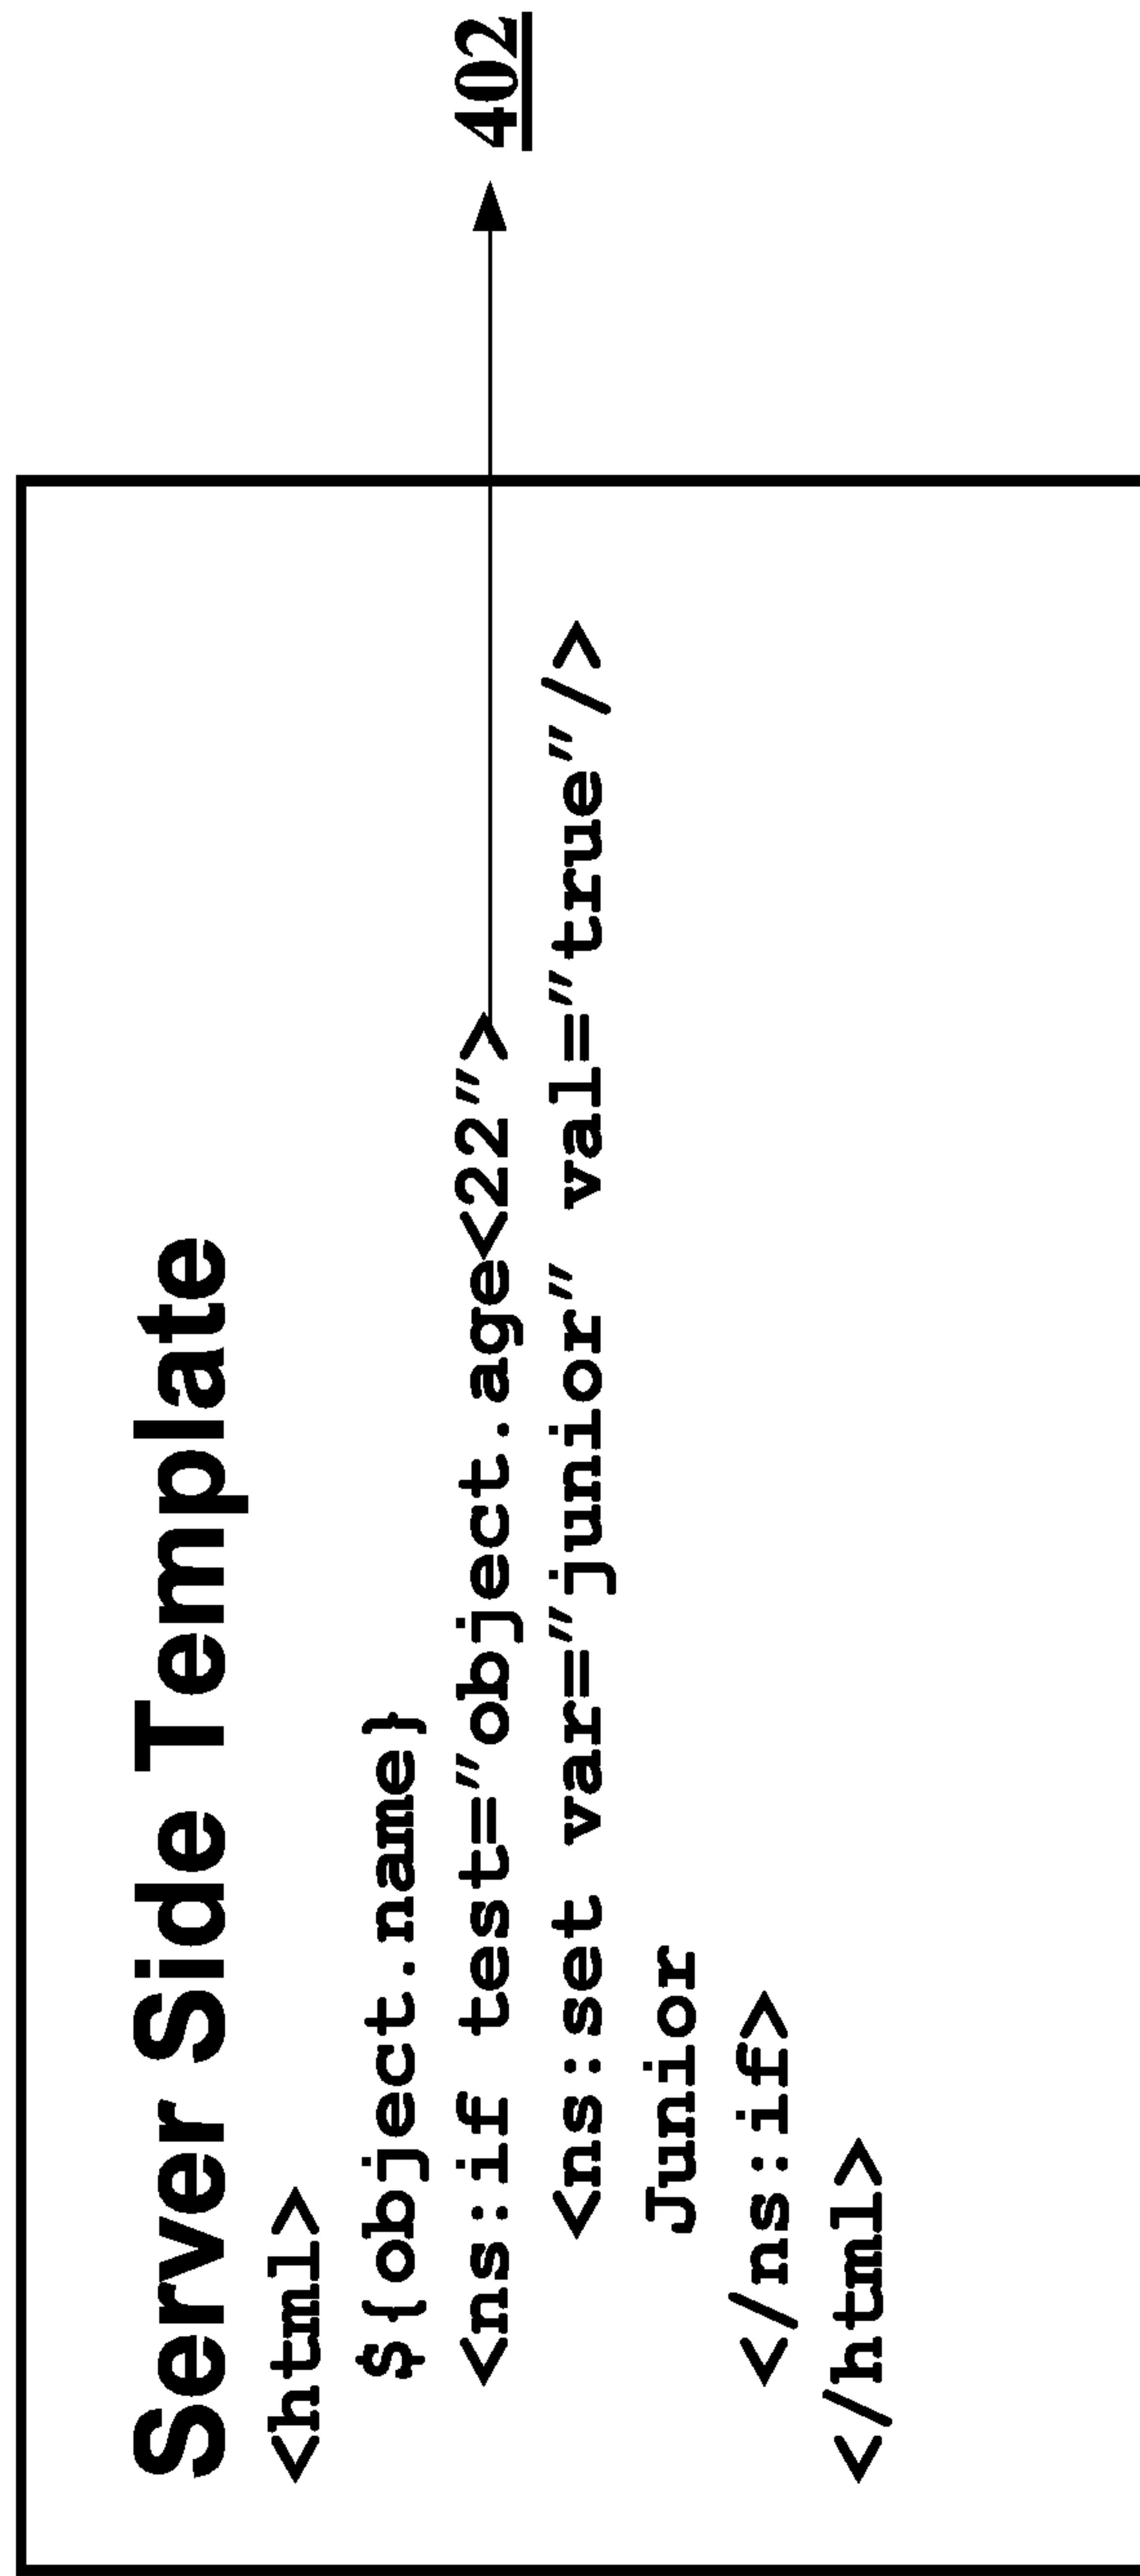 Server Side Template
<html>
${object.name}
<ns:if test="object.age<22">
402
<ns:set var="junior" val="true"/>
Junior
</ns:if>
</html>